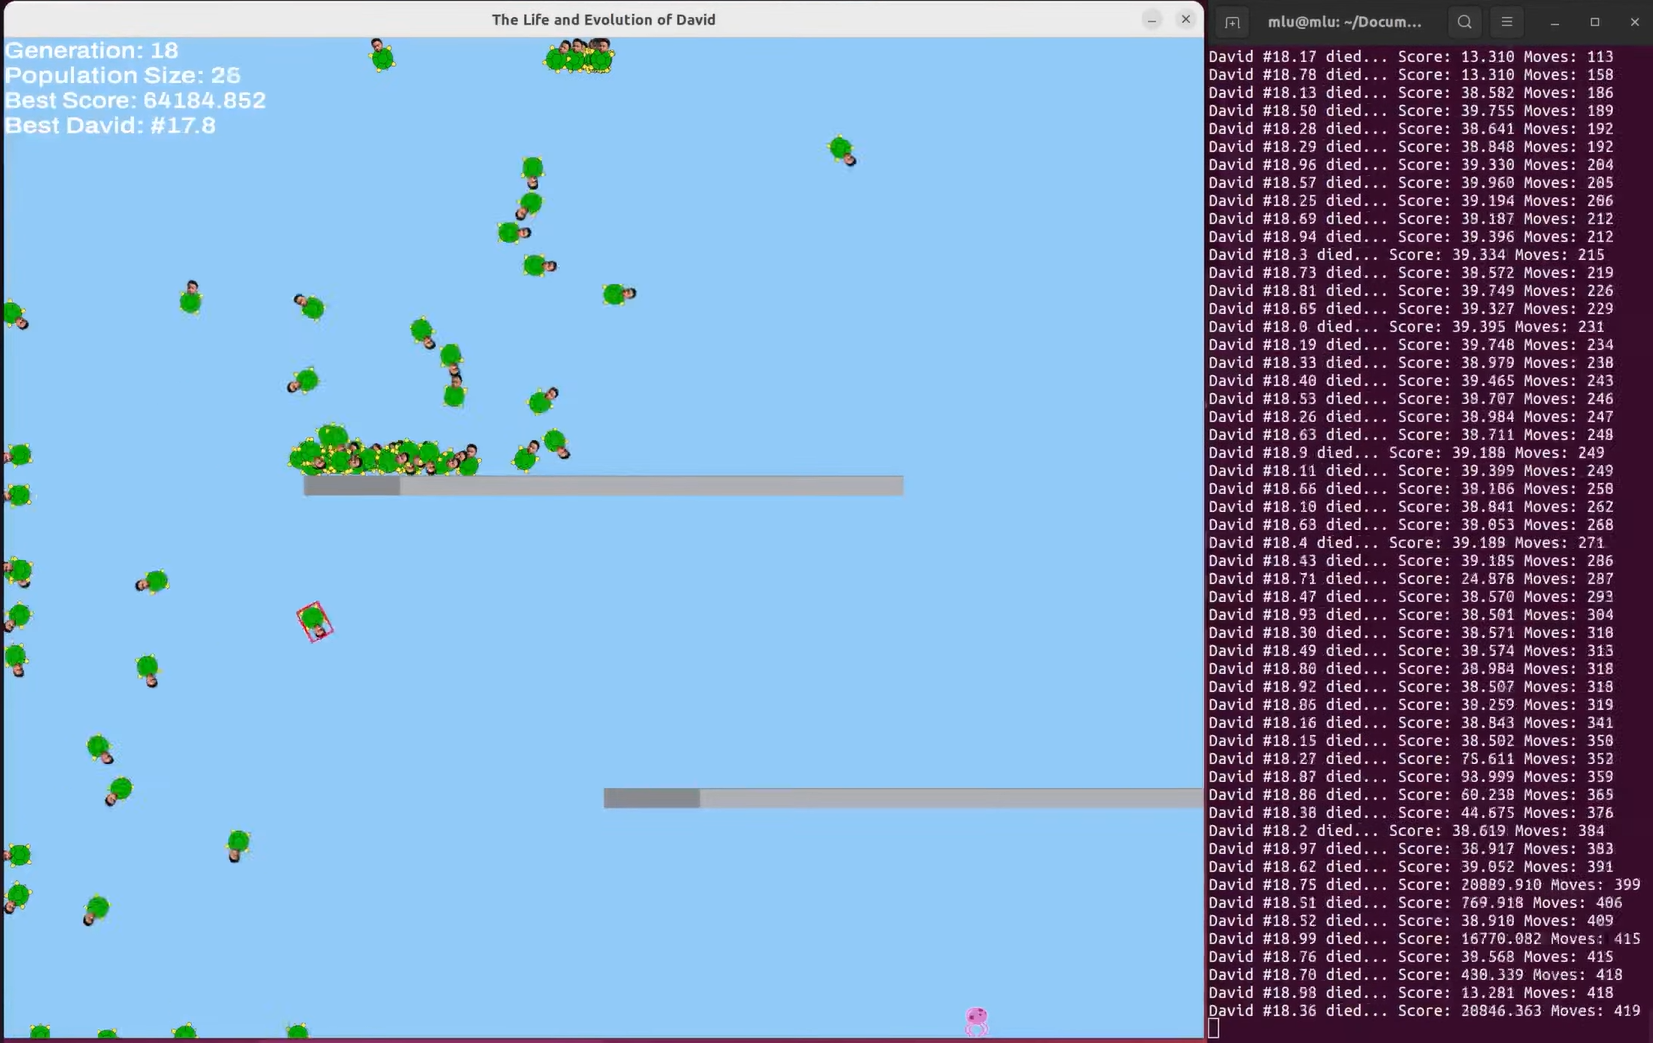 The Life and Evolution of David
mlu@mlu: ~/Docum...
Generation: 18
Population Size: 26
Best Score: 64184.852
Best David: #17.8
David #18.17 died... Score: 13.310 Moves: 113
David #18.78 died... Score: 13.310 Moves: 158
David #18.13 died... Score: 38.582 Moves: 186
David #18.50 died... Score: 39.755 Moves: 189
David #18.28 died... Score: 38.641 Moves: 192
David #18.29 died... Score: 38.848 Moves: 192
David #18.96 died... Score: 39.330 Moves: 204
David #18.57 died... Score: 39.960 Moves: 205
David #18.25 died... Score: 39.194 Moves: 206
David #18.69 died... Score: 39.187 Moves: 212
David #18.94 died... Score: 39.396 Moves: 212
David #18.3 died... Score: 39.334 Moves: 215
David #18.73 died... Score: 38.572 Moves: 219
David #18.81 died... Score: 39.749 Moves: 226
David #18.65 died... Score: 39.327 Moves: 229
David #18.0 died... Score: 39.395 Moves: 231
David #18.19 died... Score: 39.748 Moves: 234
David #18.33 died... Score: 38.979 Moves: 238
David #18.40 died... Score: 39.465 Moves: 243
David #18.53 died... Score: 38.707 Moves: 246
David #18.26 died... Score: 38.984 Moves: 247
David #18.63 died... Score: 38.711 Moves: 248
David #18.9 died... Score: 39.188 Moves: 249
David #18.11 died... Score: 39.399 Moves: 249
David #18.66 died... Score: Moves: 250
David #18.10 died... Score: 38.841 Moves: 262
David died... Score: Moves: 268
David #18.4 died... Score: Moves: 271
David #18.43 died... Score: 39.185 Moves: 286
David #18.71 died... Score: 24.878 Moves: 287
David #18.47 died... Score: 38.570 Moves: 293
David #18.93 died... Score: 38.501 Moves: 304
David #18.30 died... Score: 38.571 Moves: 310
David #18.49 died... Score: 39.574 Moves: 313
David #18.80 died... Score: 38.984 Moves: 318
David #18.92 died... Score: 38.507 Moves: 318
David #18.86 died... Score: 38.259 Moves: 319
David #18.16 died... Score: 38.843 Moves: 341
David #18.15 died... Score: 38.502 Moves: 350
David #18.27 died... Score: Moves:
David #18.87 died... Score: 93.999 Moves: 359
David died... Score: 60.238 Moves: 365
David died... Score: 44.675 Moves: 376
David #18.2 died... Score: 38.619 Moves:
David #18.97 died... Score: 38.917 Moves: 383
David #18.62 died... Score: 39.052 Moves: 391
David #18.75 died... Score: Moves: 399
David #18.51 died... Score: Moves: 406
David #18.52 died... Score: 38.910 Moves: 409
David #18.99 died... Score: 16770.082 Moves: 415
David #18.76 died... Score: 39.568 Moves: 415
David #18.70 died... Score: Moves: 418
David #18.98 died... Score: 13.281 Moves: 418
David #18.36 died... Score: Moves: 419